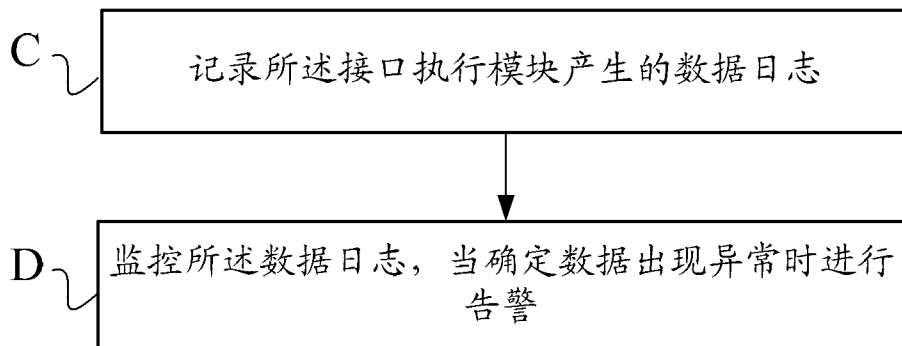 C
记录所述接口执行模块产生的数据日志
D
监控所述数据日志，当确定数据出现异常时进行
告警